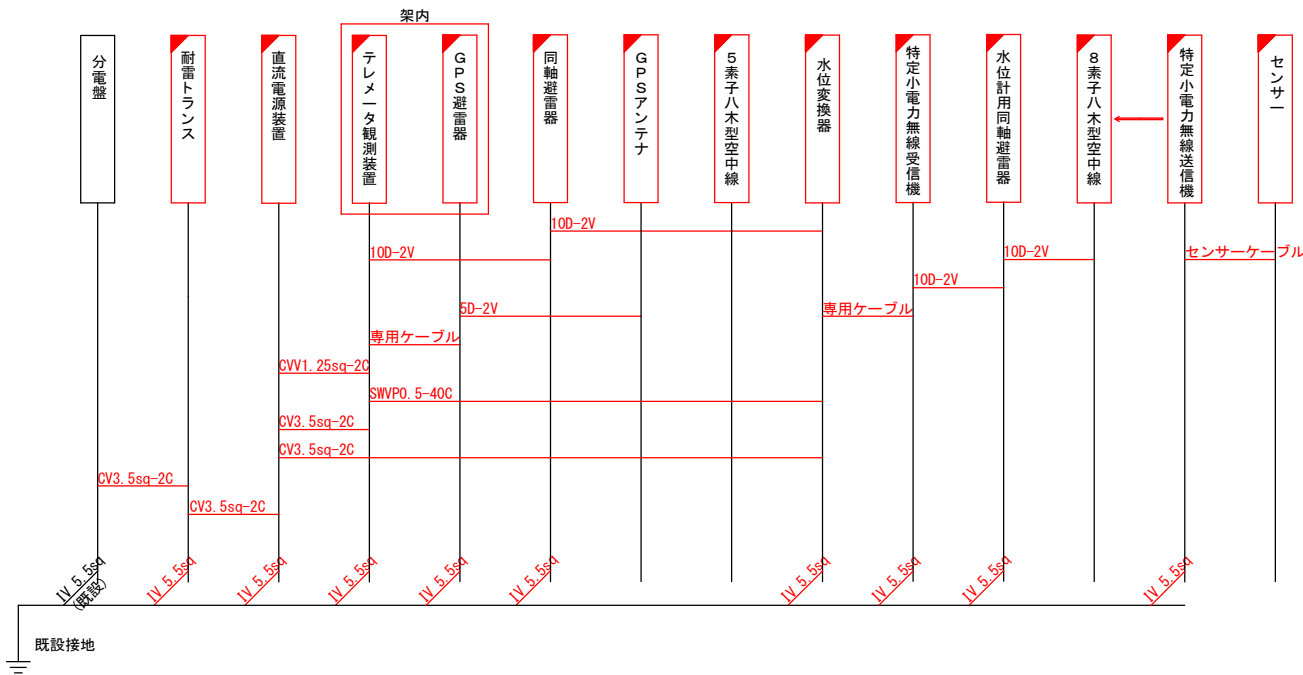 架内
分電盤
耐雷トランス
直流電源装置
テレメータ観測装置
GPS避雷器
同軸避雷器
GPSアンテナ
5素子八木型空中線
水位変換器
特定小電力無線受信機
水位計用同軸避雷器
8素子八木型空中線
特定小電力無線送信機
センサー
10D-2V
10D-2V
10D-2V
センサーケーブル
10D-2V
5D-2V
専用ケーブル
専用ケーブル
CVV1.25sq-2C
SWVP0.5-40C
CV3.5sq-2C
CV3.5sq-2C
CV3.5sq-2C
CV3.5sq-2C
IV 5.5sq
(既設)
IV 5.5sq
IV 5.5sq
IV 5.5sq
IV 5.5sq
IV 5.5sq
IV 5.5sq
IV 5.5sq
IV 5.5sq
IV 5.5sq
既設接地